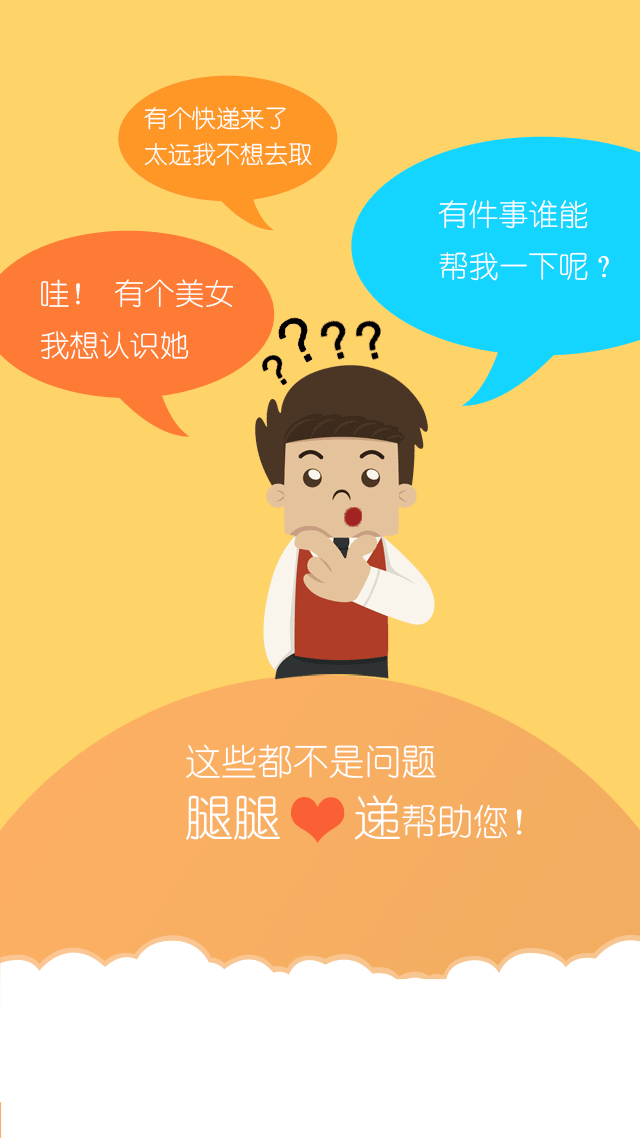 有个快递来了
太远我不想去取
有件事谁能
帮我一下呢？
哇！ 有个美女
我想认识她
????
这些都不是问题
腿腿❤递帮助您！